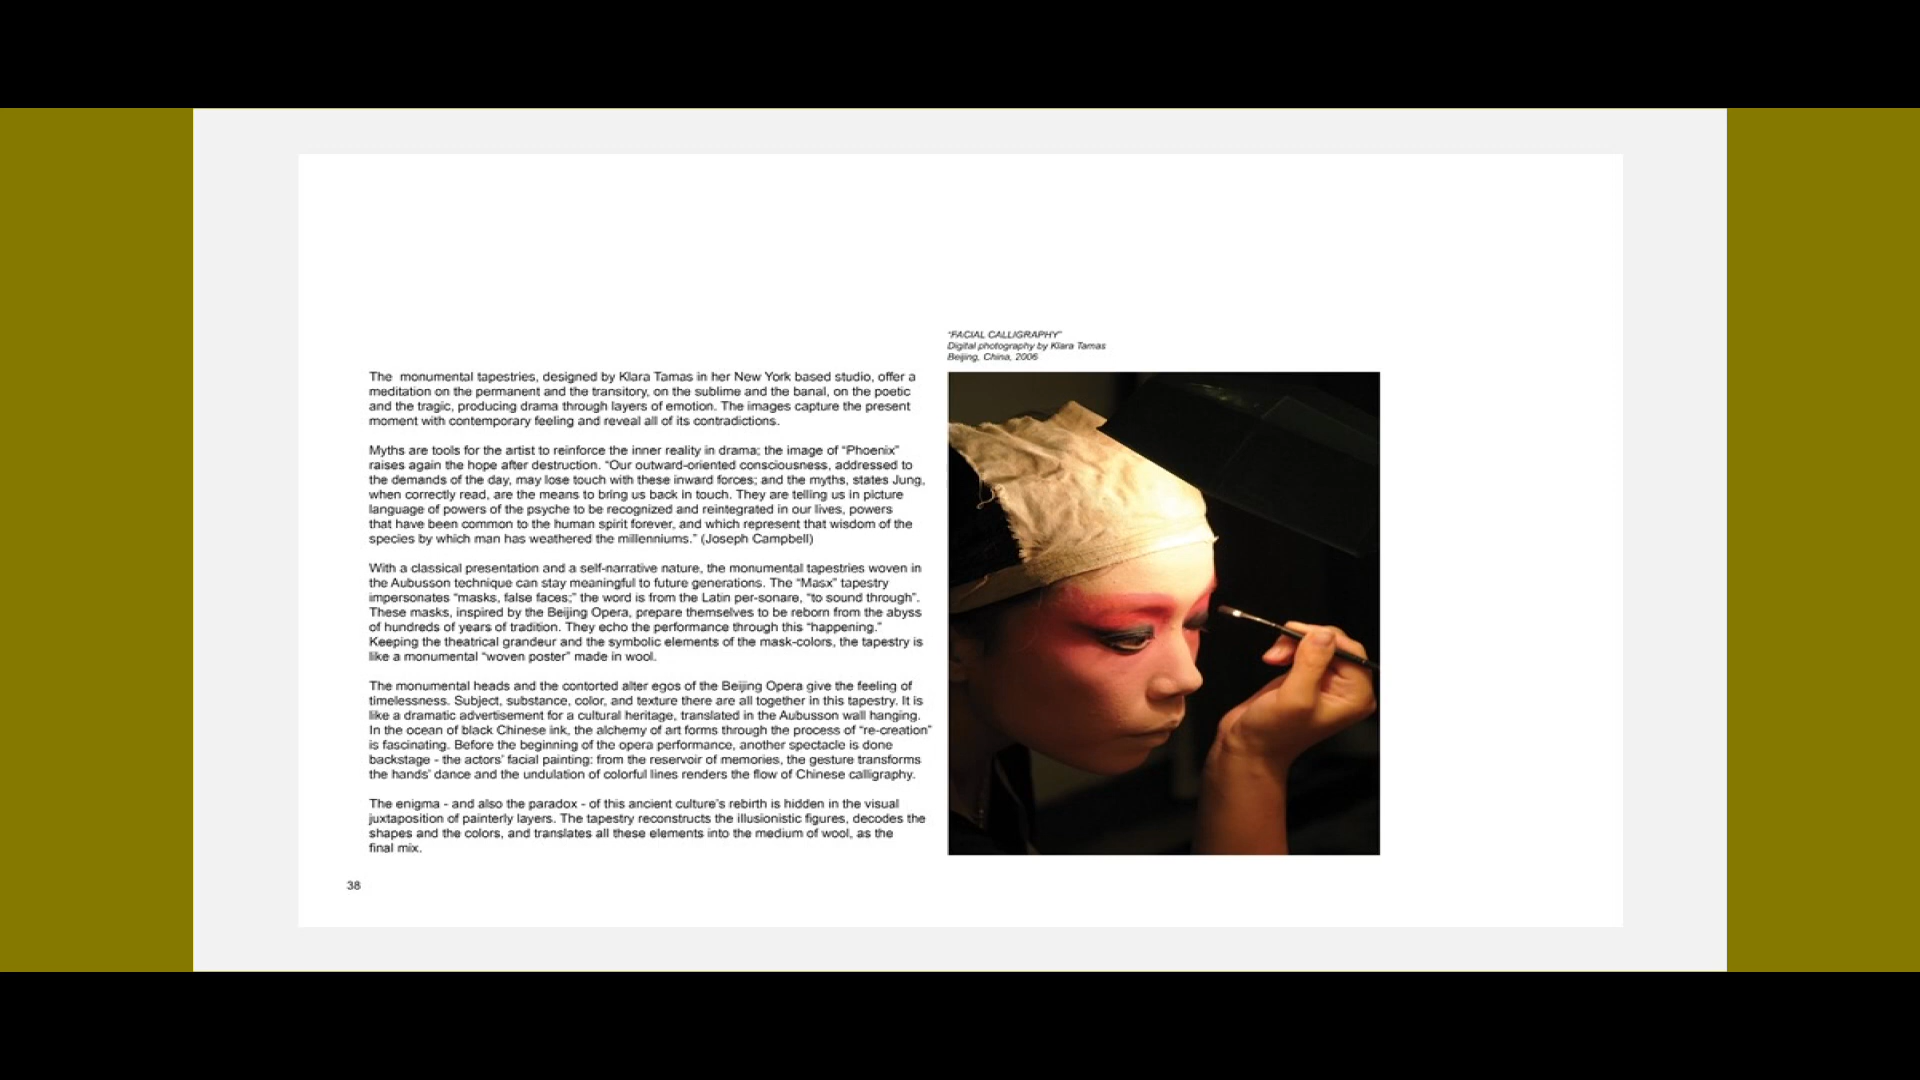 "FACIAL CALLIGRAPHY"
Digital photography by Klara Tamas
Beijing, China, 2006
The  monumental tapestries, designed by Klara Tamas in her New York based studio, offer a
meditation on the permanent and the transitory, on the sublime and the banal, on the poetic
and the tragic, producing drama through layers of emotion. The images capture the present
moment with contemporary feeling and reveal all of its contradictions.
Myths are tools for the artist to reinforce the inner reality in drama; the image of “Phoenix”
raises again the hope after destruction. “Our outward-oriented consciousness, addressed to
the demands of the day, may lose touch with these inward forces; and the myths, states Jung,
when correctly read, are the means to bring us back in touch. They are telling us in picture
language of powers of the psyche to be recognized and reintegrated in our lives, powers
that have been common to the human spirit forever, and which represent that wisdom of the
species by which man has weathered the millenniums.” (Joseph Campbell)
With a classical presentation and a self-narrative nature, the monumental tapestries woven in
the Aubusson technique can stay meaningful to future generations. The “Masx” tapestry
impersonates “masks, false faces;” the word is from the Latin per-sonare, “to sound through”.
These masks, inspired by the Beijing Opera, prepare themselves to be reborn from the abyss
of hundreds of years of tradition. They echo the performance through this “happening.”
Keeping the theatrical grandeur and the symbolic elements of the mask-colors, the tapestry is
like a monumental “woven poster” made in wool.
The monumental heads and the contorted alter egos of the Beijing Opera give the feeling of
timelessness. Subject, substance, color, and texture there are all together in this tapestry. It is
like a dramatic advertisement for a cultural heritage, translated in the Aubusson wall hanging.
In the ocean of black Chinese ink, the alchemy of art forms through the process of “re-creation”
is fascinating. Before the beginning of the opera performance, another spectacle is done
backstage - the actors’ facial painting: from the reservoir of memories, the gesture transforms
the hands’ dance and the undulation of colorful lines renders the flow of Chinese calligraphy.
The enigma - and also the paradox - of this ancient culture’s rebirth is hidden in the visual
juxtaposition of painterly layers. The tapestry reconstructs the illusionistic figures, decodes the
shapes and the colors, and translates all these elements into the medium of wool, as the
final mix.
38